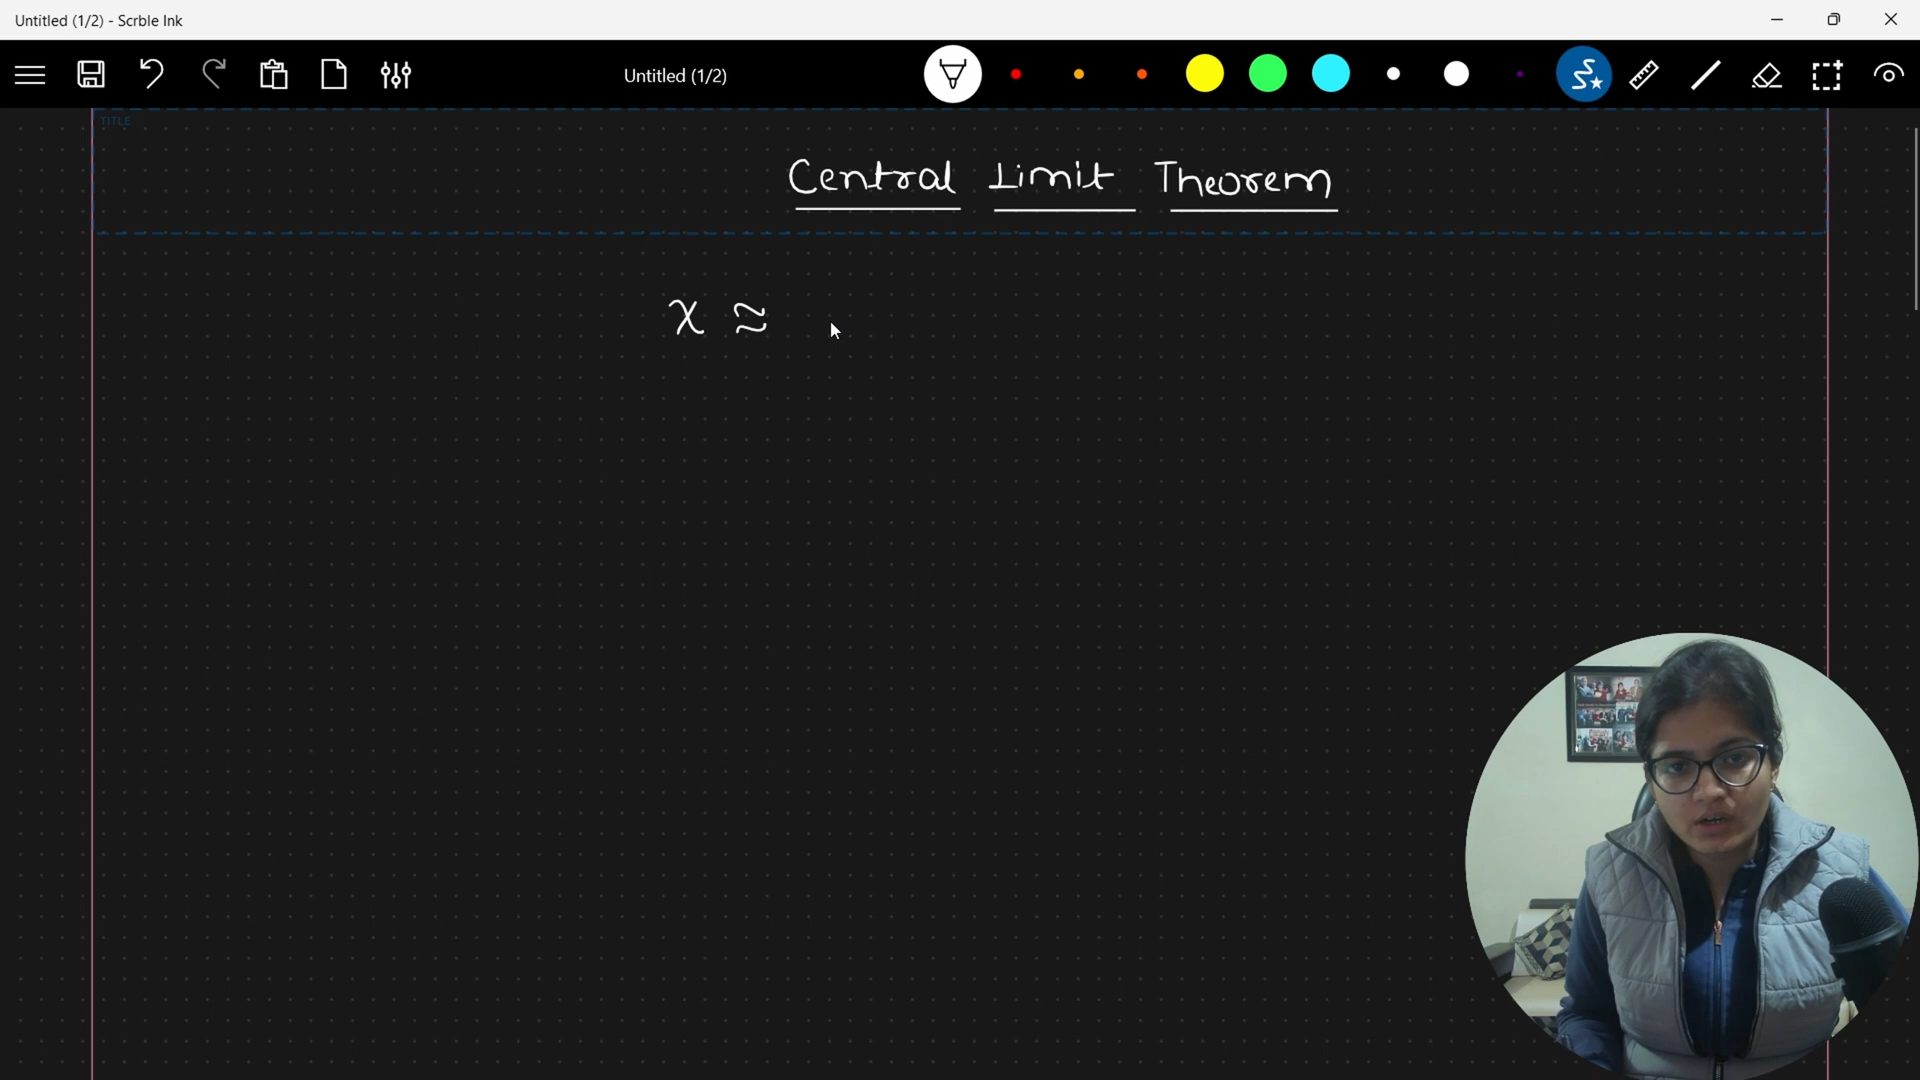 Untitled (1/2) - Scrble Ink
Untitled (1/2)
TITLE
Central Limit Theorem
x ≈